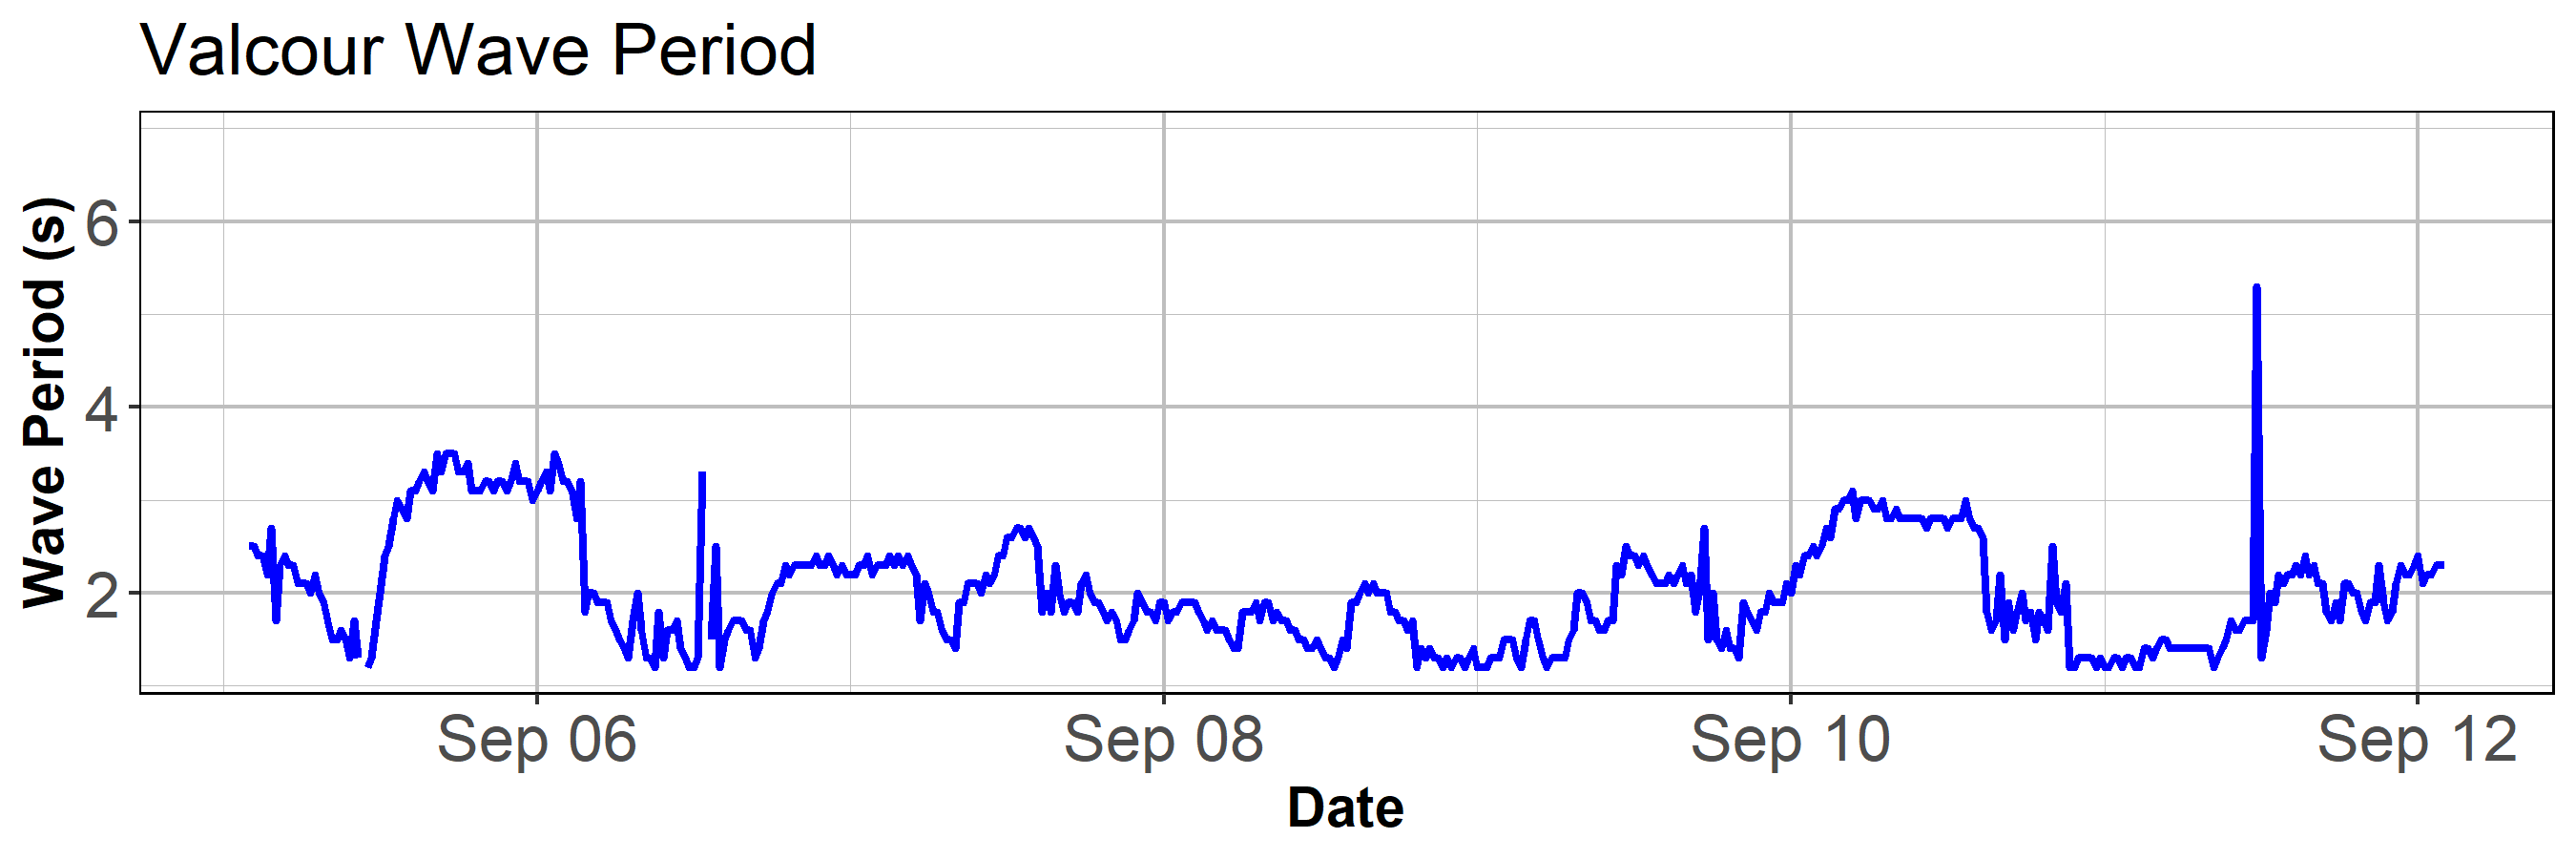 Valcour Wave Period
Wave Period (s)
6
4
2
Sep 06 Sep 08 Sep 10 Sep 12
Date